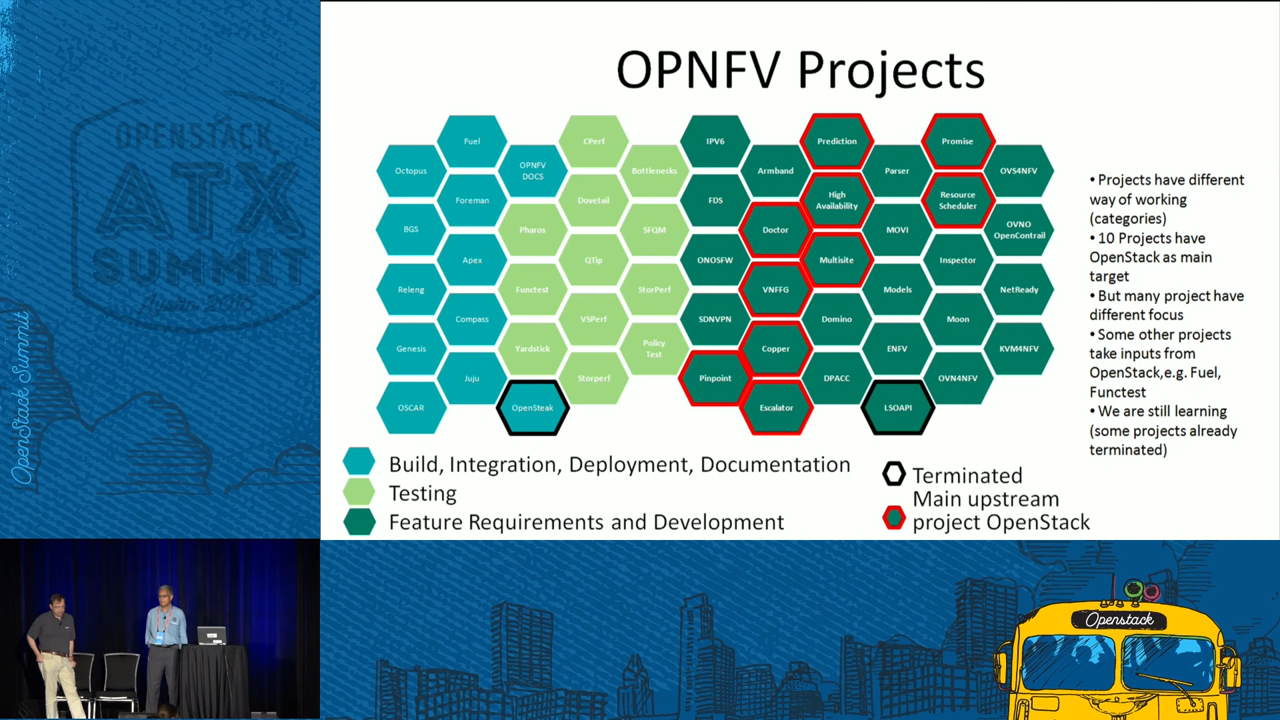 OPENSTACK
ATX
SUMMIT
OpenStack Summit
OPNFV Projects
Octopus
BGS
Releng
Genesis
OSCAR
Fuel
Foreman
Apex
Compass
Juju
OPNFV
DOCS
Pharos
Functest
Yardstick
OpenSteak
CPerf
Dovetail
QTip
VSPerf
Storperf
Bottlenecks
SFQM
StorPerf
Policy
Test
IPV6
FDS
ONOSFW
SDNVPN
Pinpoint
Armband
Doctor
VNFFG
Copper
Escalator
Prediction
High
Availability
Multisite
Domino
DPACC
Parser
MOVI
Models
ENFV
LSOAPI
Promise
Resource
Scheduler
Inspector
Moon
OVN4NFV
OVS4NFV
OVNO
OpenContrail
NetReady
KVM4NFV
• Projects have different
way of working
(categories)
• 10 Projects have
OpenStack as main
target
• But many project have
different focus
• Some other projects
take inputs from
OpenStack,e.g. Fuel,
Functest
• We are still learning
(some projects already
terminated)
Build, Integration, Deployment, Documentation
Testing
Feature Requirements and Development
Terminated
Main upstream
project OpenStack
Openstack